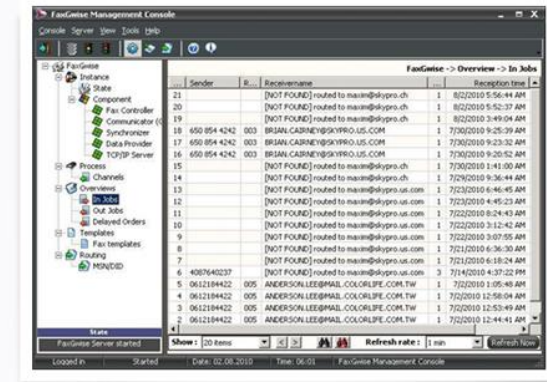 FaxGwise Management Console
Console Server View Tools Help
FaxGwise
Instance
State
Component
Fax Controller
Communicator (C
Synchronizer
Data Provider
TCP/IP Server
Process
Channels
Overviews
In Jobs
Out Jobs
Delayed Orders
Templates
Fax templates
Routing
MSN/DID
State
FaxGwise Server started
FaxGwise -> Overview -> In Jobs
... Sender R... Receivername ... Reception time
21 [NOT FOUND] routed to maxim@skypro.ch 1 8/2/2010 5:56:44 AM
20 [NOT FOUND] routed to maxim@skypro.ch 1 8/2/2010 5:52:37 AM
19 [NOT FOUND] routed to maxim@skypro.ch 1 8/2/2010 3:49:04 AM
18 650 854 4242 003 BRIAN.CAIRNEY@SKYPRO.US.COM 1 7/30/2010 9:25:39 AM
17 650 854 4242 003 BRIAN.CAIRNEY@SKYPRO.US.COM 1 7/30/2010 9:23:32 AM
16 650 854 4242 003 BRIAN.CAIRNEY@SKYPRO.US.COM 1 7/30/2010 9:20:52 AM
15 [NOT FOUND] routed to maxim@skypro.ch 1 7/30/2010 1:41:00 AM
14 [NOT FOUND] routed to maxim@skypro.ch 1 7/29/2010 9:36:44 AM
13 [NOT FOUND] routed to maxim@skypro.us.com 1 7/23/2010 6:46:45 AM
12 [NOT FOUND] routed to maxim@skypro.us.com 1 7/23/2010 4:45:23 AM
11 [NOT FOUND] routed to maxim@skypro.us.com 1 7/22/2010 8:24:43 AM
10 [NOT FOUND] routed to maxim@skypro.us.com 1 7/22/2010 3:12:42 AM
9 [NOT FOUND] routed to maxim@skypro.us.com 1 7/22/2010 3:07:55 AM
8 [NOT FOUND] routed to maxim@skypro.us.com 1 7/21/2010 6:36:30 AM
7 [NOT FOUND] routed to maxim@skypro.us.com 1 7/21/2010 6:18:24 AM
6 4087640237 [NOT FOUND] routed to maxim@skypro.us.com 3 7/14/2010 4:37:22 PM
5 0612184422 005 ANDERSON.LEE@MAIL.COLORLIFE.COM.TW 1 7/2/2010 1:05:48 AM
4 0612184422 005 ANDERSON.LEE@MAIL.COLORLIFE.COM.TW 1 7/2/2010 12:58:04 AM
3 0612184422 005 ANDERSON.LEE@MAIL.COLORLIFE.COM.TW 1 7/2/2010 12:53:49 AM
2 0612184422 005 ANDERSON.LEE@MAIL.COLORLIFE.COM.TW 1 7/2/2010 12:44:41 AM
Show: 20 items < > Refresh rate: 1 min Refresh Now
Logged in Started Date: 02.08.2010 Time: 06:01 FaxGwise Management Console